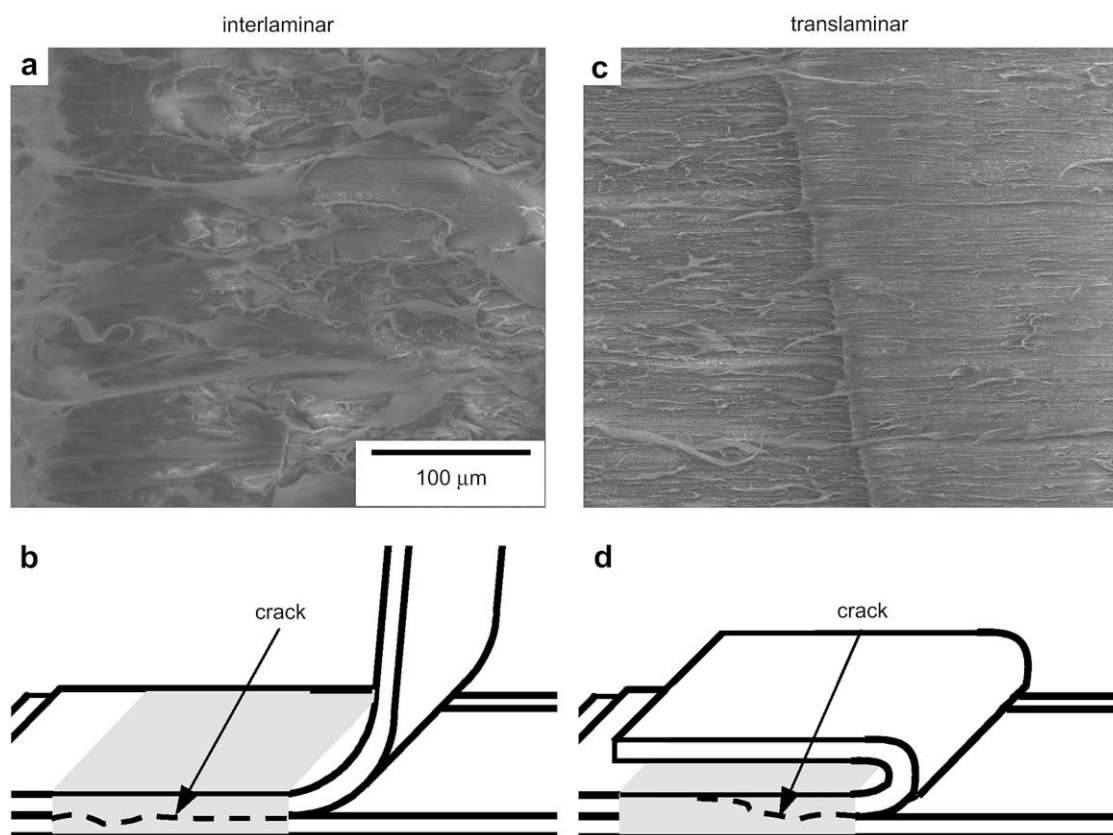 interlaminar
translaminar
a
c
100 μm
b
d
crack
crack